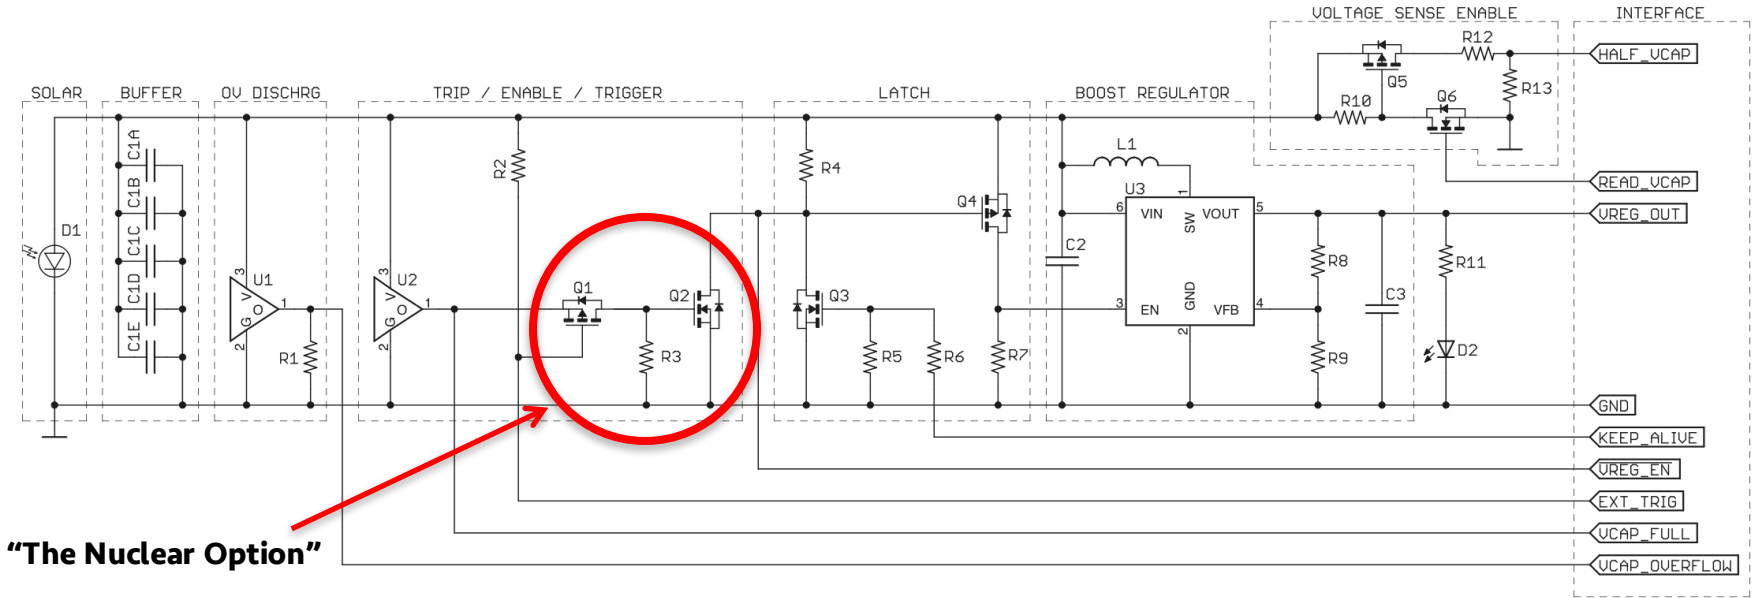 VOLTAGE SENSE ENABLE
INTERFACE
R12
HALF_VCAP
Q5
R13
R10
Q6
SOLAR
BUFFER
OV DISCHRG
TRIP / ENABLE / TRIGGER
LATCH
BOOST REGULATOR
C1A
C1B
C1C
C1D
C1E
D1
U1
3
V
O
G
1
2
R1
U2
3
V
O
G
1
2
R2
Q1
Q2
R3
R4
Q3
Q4
R5
R6
R7
L1
C2
U3
1
6
VIN
SW
VOUT
5
3
EN
GND
VFB
4
2
R8
R9
C3
R11
D2
READ_VCAP
VREG_OUT
GND
KEEP_ALIVE
VREG_EN
EXT_TRIG
VCAP_FULL
VCAP_OVERFLOW
“The Nuclear Option”